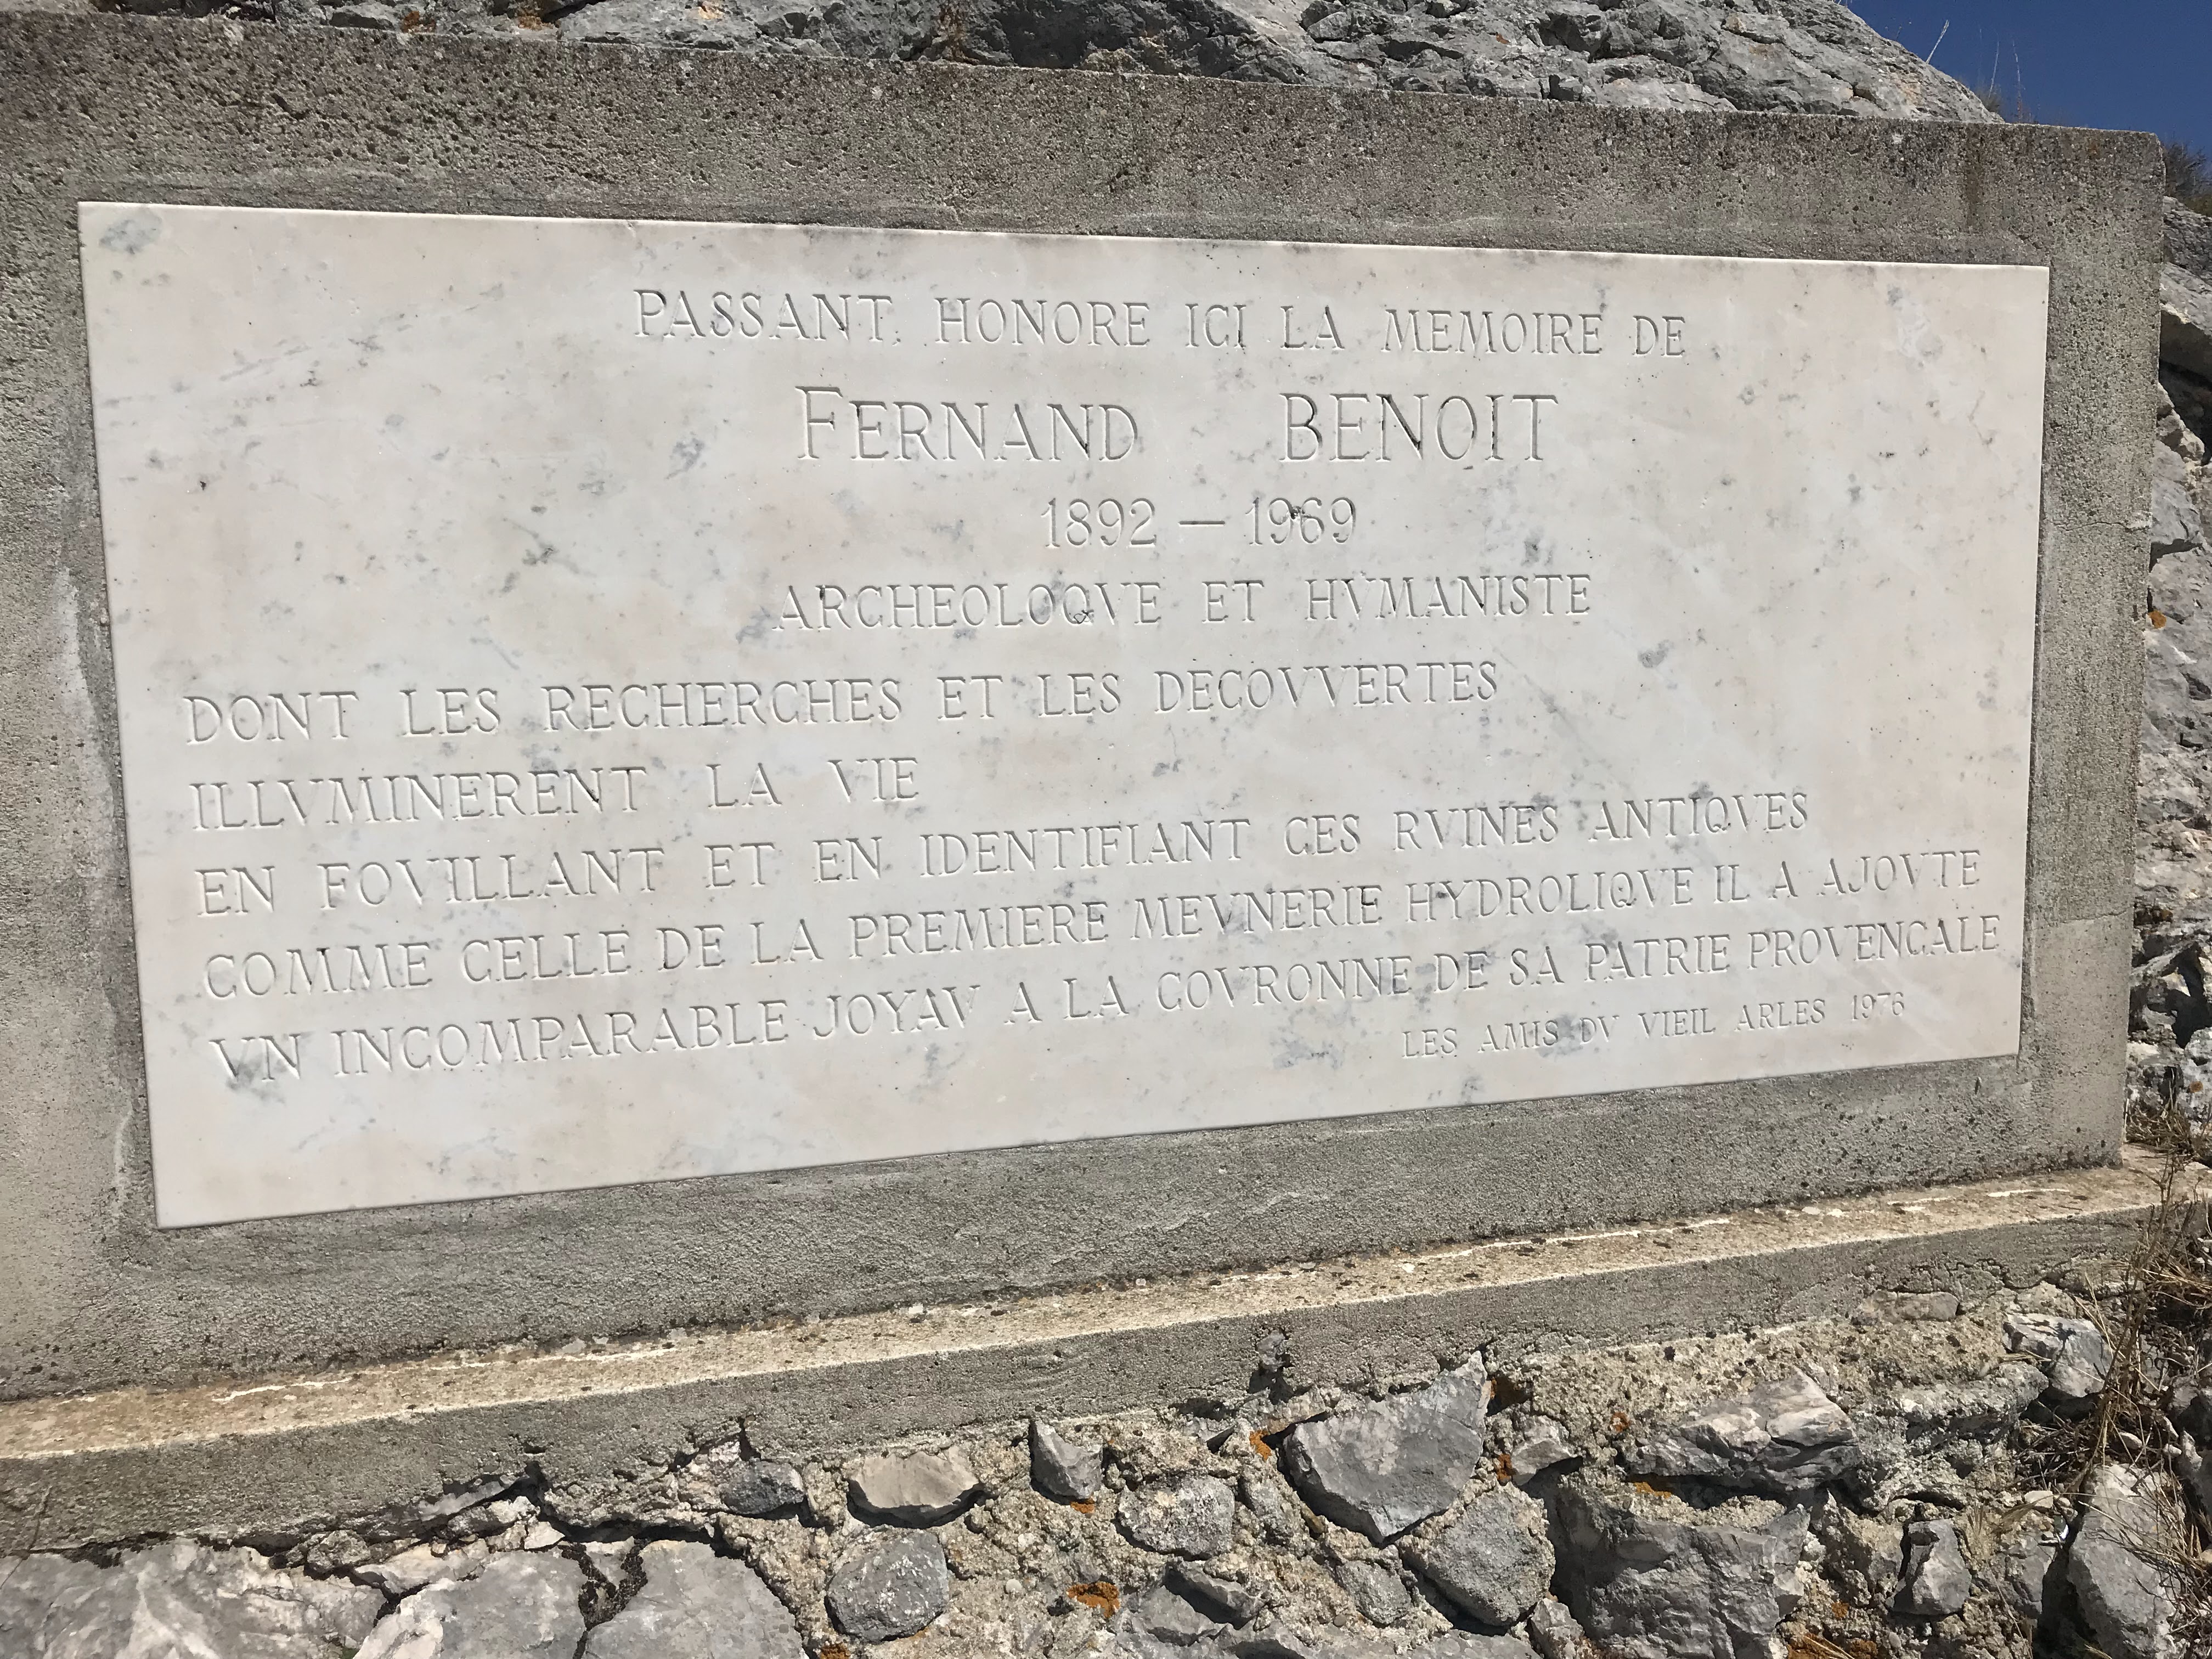 PASSANT, HONORE ICI LA MEMOIRE DE
FERNAND BENOIT
1892 — 1969
ARCHEOLOQVE ET HVMANISTE
DONT LES RECHERCHES ET LES DECOVVERTES
ILLVMINERENT LA VIE
EN FOVILLANT ET EN IDENTIFIANT CES RVINES ANTIQVES
COMME CELLE DE LA PREMIERE MEVNERIE HYDROLIQVE IL A AJOVTE
VN INCOMPARABLE JOYAV A LA COVRONNE DE SA PATRIE PROVENCALE
LES AMIS DV VIEIL ARLES 1976